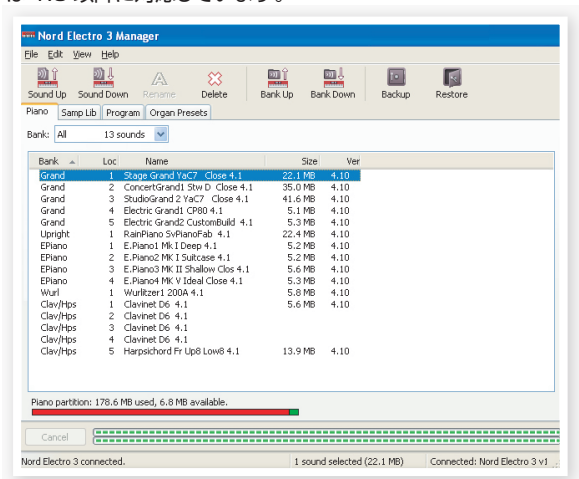 Nord Electro 3 Manager
File Edit View Help
Sound Up Sound Down Rename Delete Bank Up Bank Down Backup Restore
Piano Samp Lib Program Organ Presets
Bank: All 13 sounds
Bank Loc Name Size Ver
Grand 1 Stage Grand YaC7 Close 4.1 22.1 MB 4.10
Grand 2 ConcertGrand1 Stw D Close 4.1 35.0 MB 4.10
Grand 3 StudioGrand 2 YaC7 Close 4.1 41.6 MB 4.10
Grand 4 Electric Grand1 CP80 4.1 5.1 MB 4.10
Grand 5 Electric Grand2 CustomBuild 4.1 5.3 MB 4.10
Upright 1 RainPiano SvPianoFab 4.1 22.4 MB 4.10
EPiano 1 E.Piano1 Mk I Deep 4.1 5.2 MB 4.10
EPiano 2 E.Piano2 MK I Suitcase 4.1 5.2 MB 4.10
EPiano 3 E.Piano3 MK II Shallow Clos 4.1 5.6 MB 4.10
EPiano 4 E.Piano4 MK V Ideal Close 4.1 5.3 MB 4.10
Wurl 1 Wurlitzer1 200A 4.1 5.8 MB 4.10
Clav/Hps 1 Clavinet D6 4.1 5.6 MB 4.10
Clav/Hps 2 Clavinet D6 4.1
Clav/Hps 3 Clavinet D6 4.1
Clav/Hps 4 Clavinet D6 4.1
Clav/Hps 5 Harpsichord Fr Up8 Low8 4.1 13.9 MB 4.10
Piano partition: 178.6 MB used, 6.8 MB available.
Cancel
Nord Electro 3 connected. 1 sound selected (22.1 MB) Connected: Nord Electro 3 v1